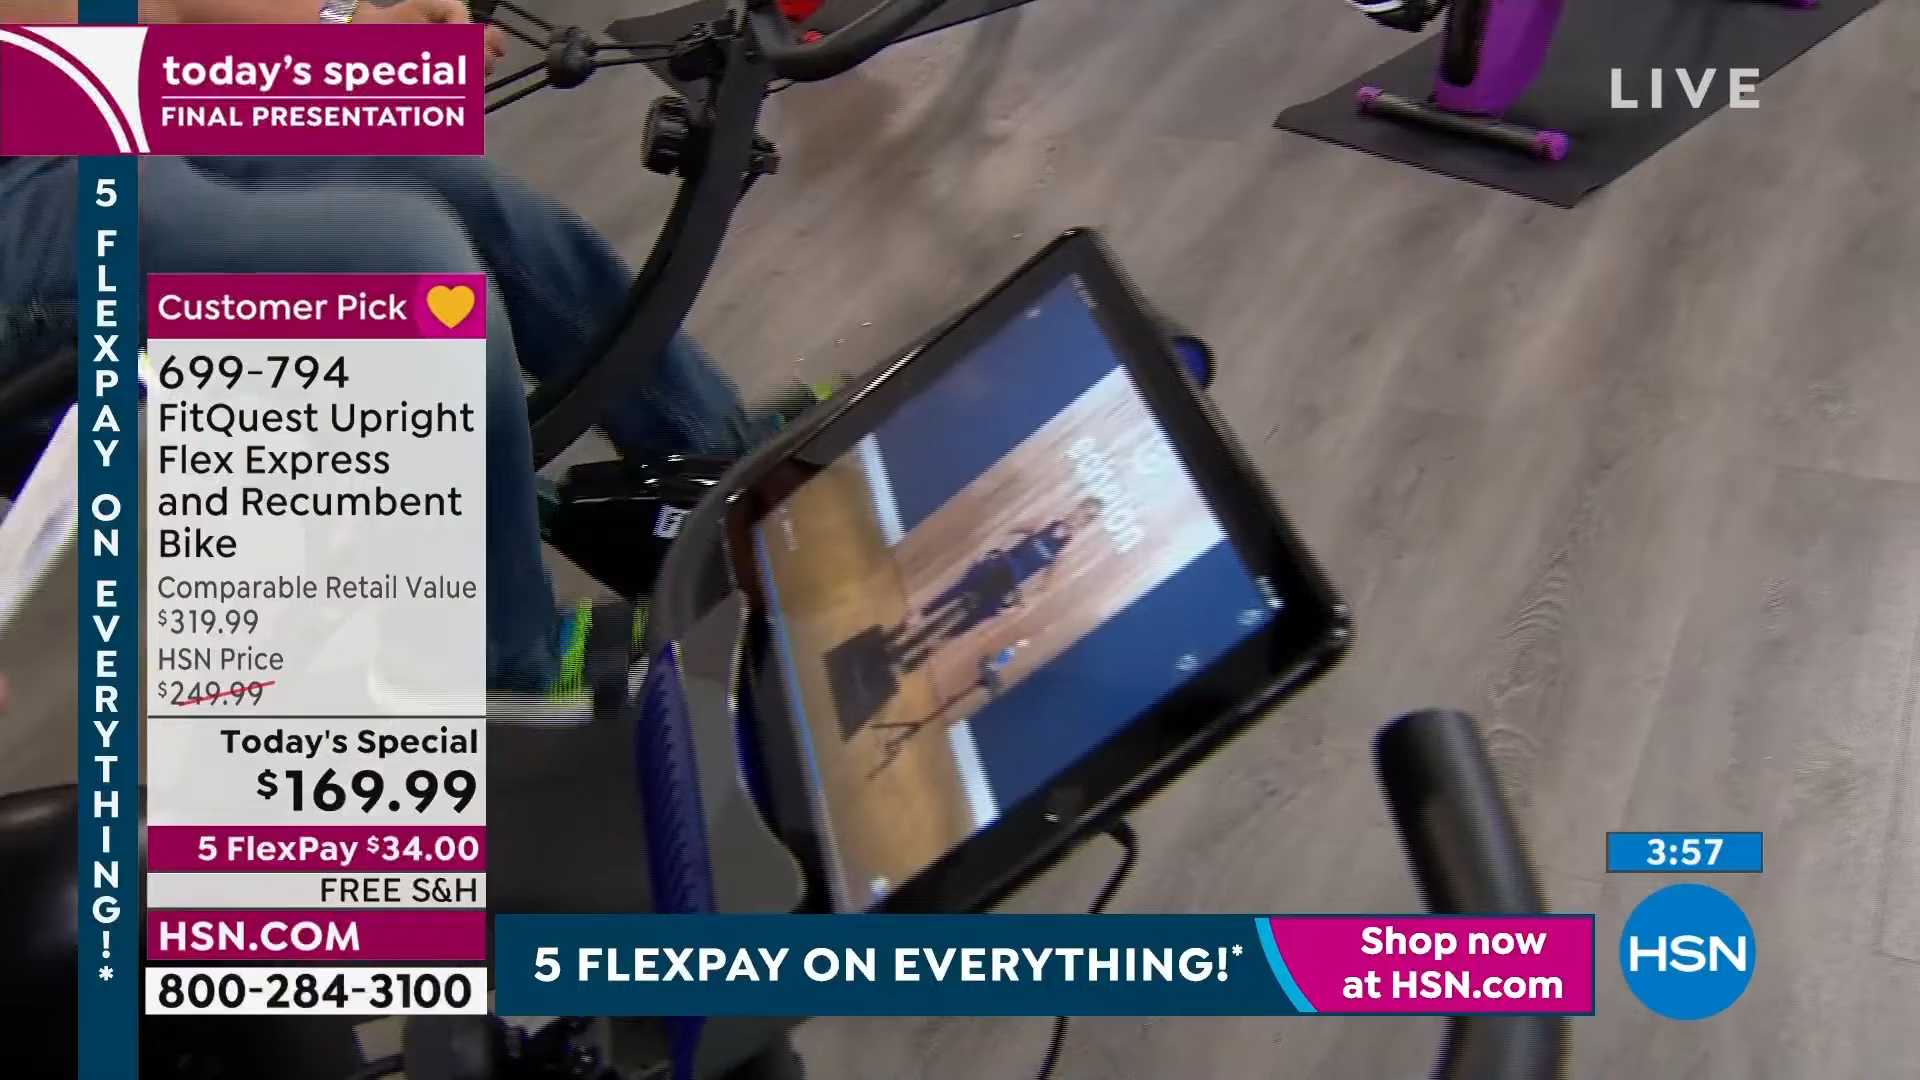 today's special
FINAL PRESENTATION
LIVE
5 FLEXPAY ON EVERYTHING!*
Customer Pick
699-794
FitQuest Upright
Flex Express
and Recumbent
Bike
Comparable Retail Value
$319.99
HSN Price
$249.99
Today's Special
$169.99
5 FlexPay $34.00
FREE S&H
HSN.COM
800-284-3100
5 FLEXPAY ON EVERYTHING!*
Shop now
at HSN.com
3:57
HSN